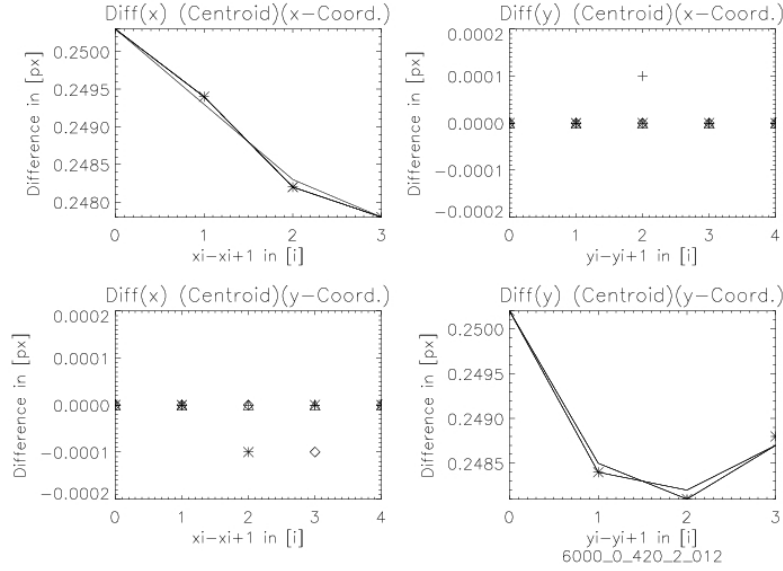 Diff(x) (Centroid)(x-Coord.)
Difference in [px]
0.2500
0.2495
0.2490
0.2485
0.2480
0 1 2 3
xi-xi+1 in [i]
Diff(y) (Centroid)(x-Coord.)
Difference in [px]
0.0002
0.0001
0.0000
-0.0001
-0.0002
0 1 2 3 4
yi-yi+1 in [i]
Diff(x) (Centroid)(y-Coord.)
Difference in [px]
0.0002
0.0001
0.0000
-0.0001
-0.0002
0 1 2 3 4
xi-xi+1 in [i]
Diff(y) (Centroid)(y-Coord.)
Difference in [px]
0.2500
0.2495
0.2490
0.2485
0 1 2 3
yi-yi+1 in [i]
6000_0_420_2_012